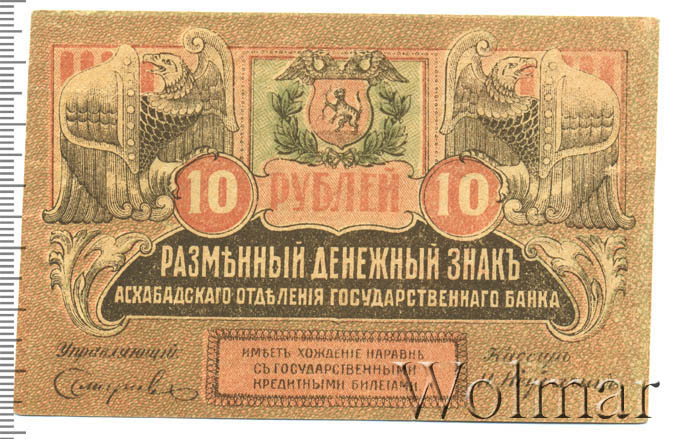 10 РУБЛЕЙ 10
РАЗМѢННЫЙ ДЕНЕЖНЫЙ ЗНАКЪ
АСХАБАДСКАГО ОТДѢЛЕНІЯ ГОСУДАРСТВЕННАГО БАНКА
Управляющій
Кассиръ
ИМѢЕТЪ ХОЖДЕНІЕ НАРАВНѢ
СЪ ГОСУДАРСТВЕННЫМИ
КРЕДИТНЫМИ БИЛЕТАМИ
Wolmar